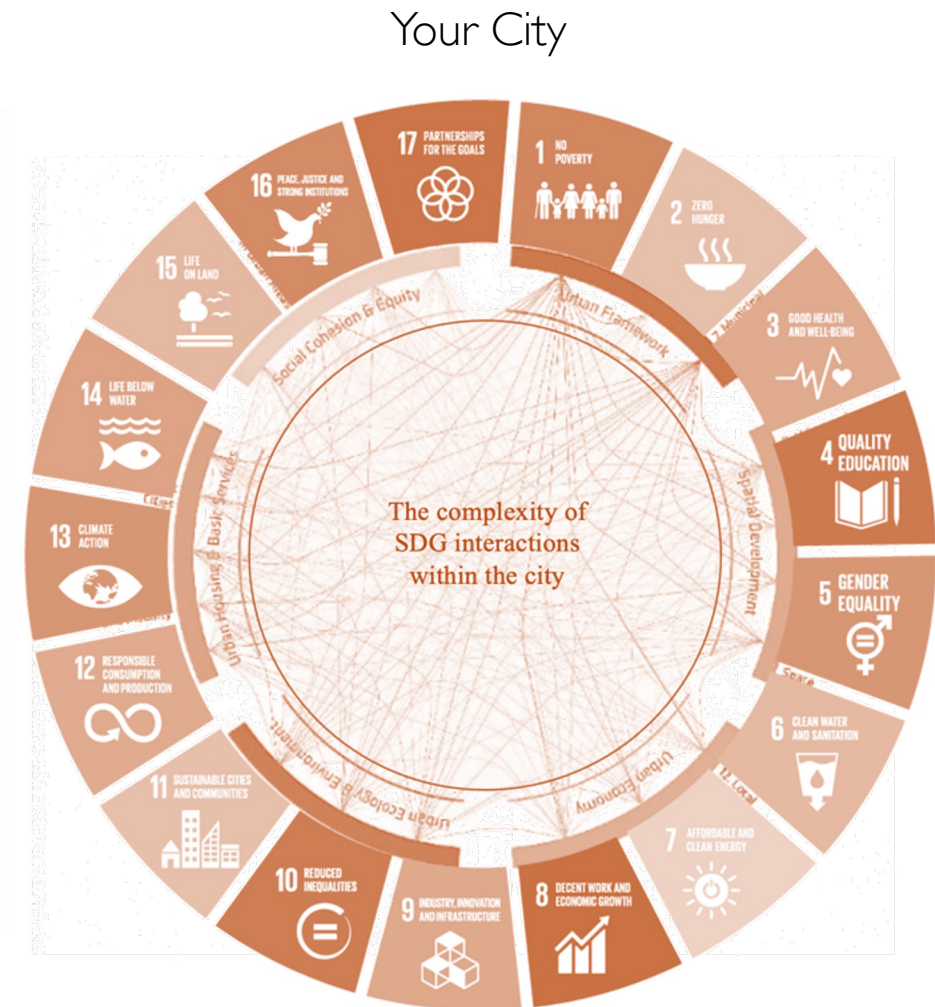 Your City
17 PARTNERSHIPS
FOR THE GOALS
1 NO
POVERTY
2 ZERO
HUNGER
3 GOOD HEALTH
AND WELL-BEING
4 QUALITY
EDUCATION
5 GENDER
EQUALITY
6 CLEAN WATER
AND SANITATION
7 AFFORDABLE AND
CLEAN ENERGY
8 DECENT WORK AND
ECONOMIC GROWTH
9 INDUSTRY, INNOVATION
AND INFRASTRUCTURE
10 REDUCED
INEQUALITIES
11 SUSTAINABLE CITIES
AND COMMUNITIES
12 RESPONSIBLE
CONSUMPTION
AND PRODUCTION
13 CLIMATE
ACTION
14 LIFE BELOW
WATER
15 LIFE
ON LAND
16 PEACE, JUSTICE AND
STRONG INSTITUTIONS
Urban Framework
Spatial Development
Urban Economy
Urban Ecology & Environment
Urban Housing & Basic Services
Social Cohesion & Equity
The complexity of
SDG interactions
within the city